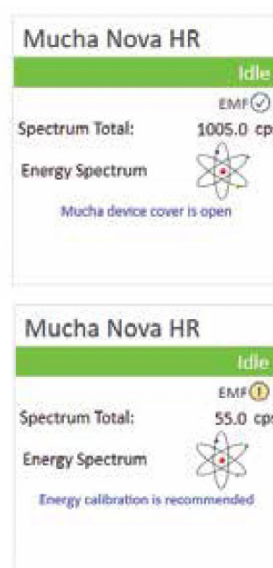 Mucha Nova HR
Idle
EMF
Spectrum Total: 1005.0 cp
Energy Spectrum
Mucha device cover is open
Mucha Nova HR
Idle
EMF
Spectrum Total: 55.0 cps
Energy Spectrum
Energy calibration is recommended